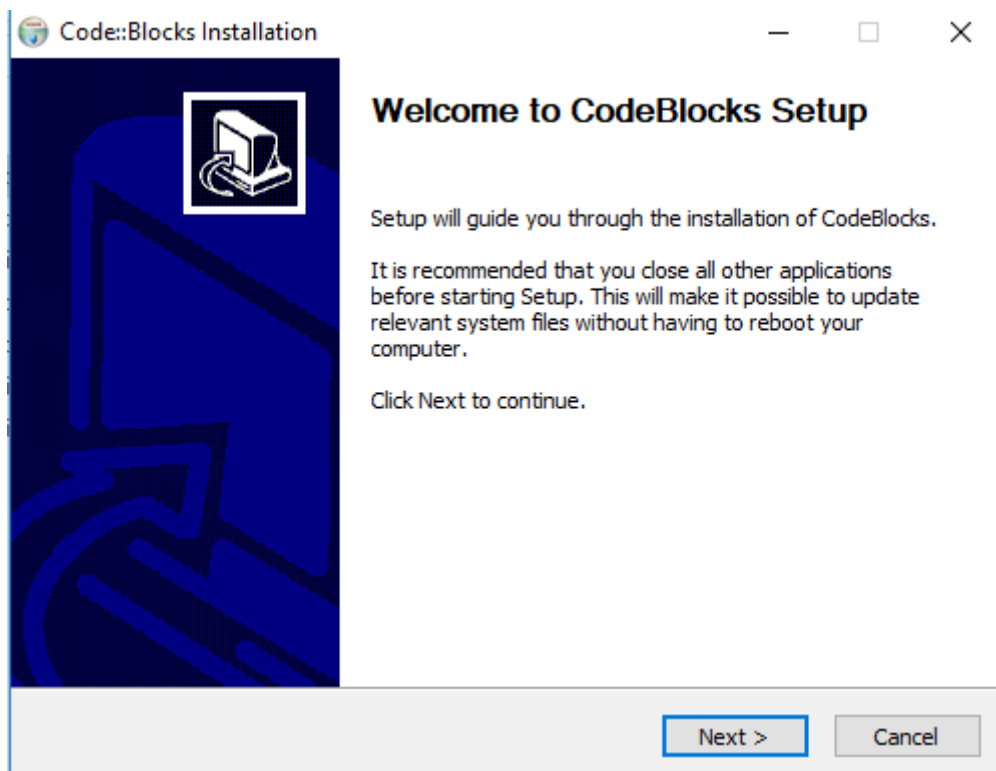 Code::Blocks Installation
Welcome to CodeBlocks Setup
Setup will guide you through the installation of CodeBlocks.
It is recommended that you close all other applications
before starting Setup. This will make it possible to update
relevant system files without having to reboot your
computer.
Click Next to continue.
Next >
Cancel